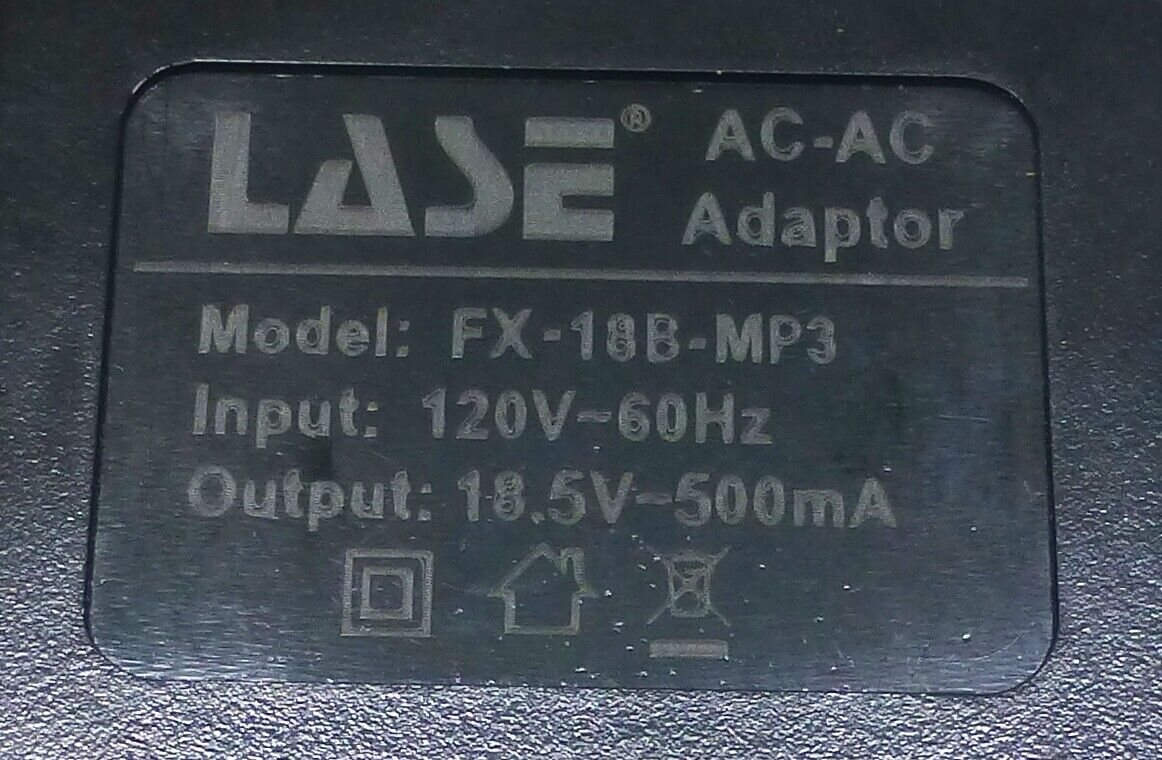 LASE® AC-AC
Adaptor
Model: FX-18B-MP3
Input: 120V~60Hz
Output: 18.5V~500mA